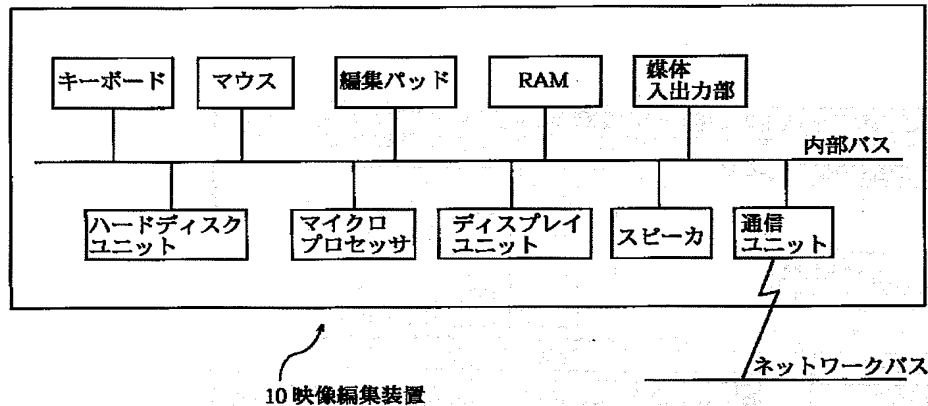 キーボード
マウス
編集パッド
RAM
媒体
入出力部
内部バス
ハードディスク
ユニット
マイクロ
プロセッサ
ディスプレイ
ユニット
スピーカ
通信
ユニット
ネットワークバス
10 映像編集装置